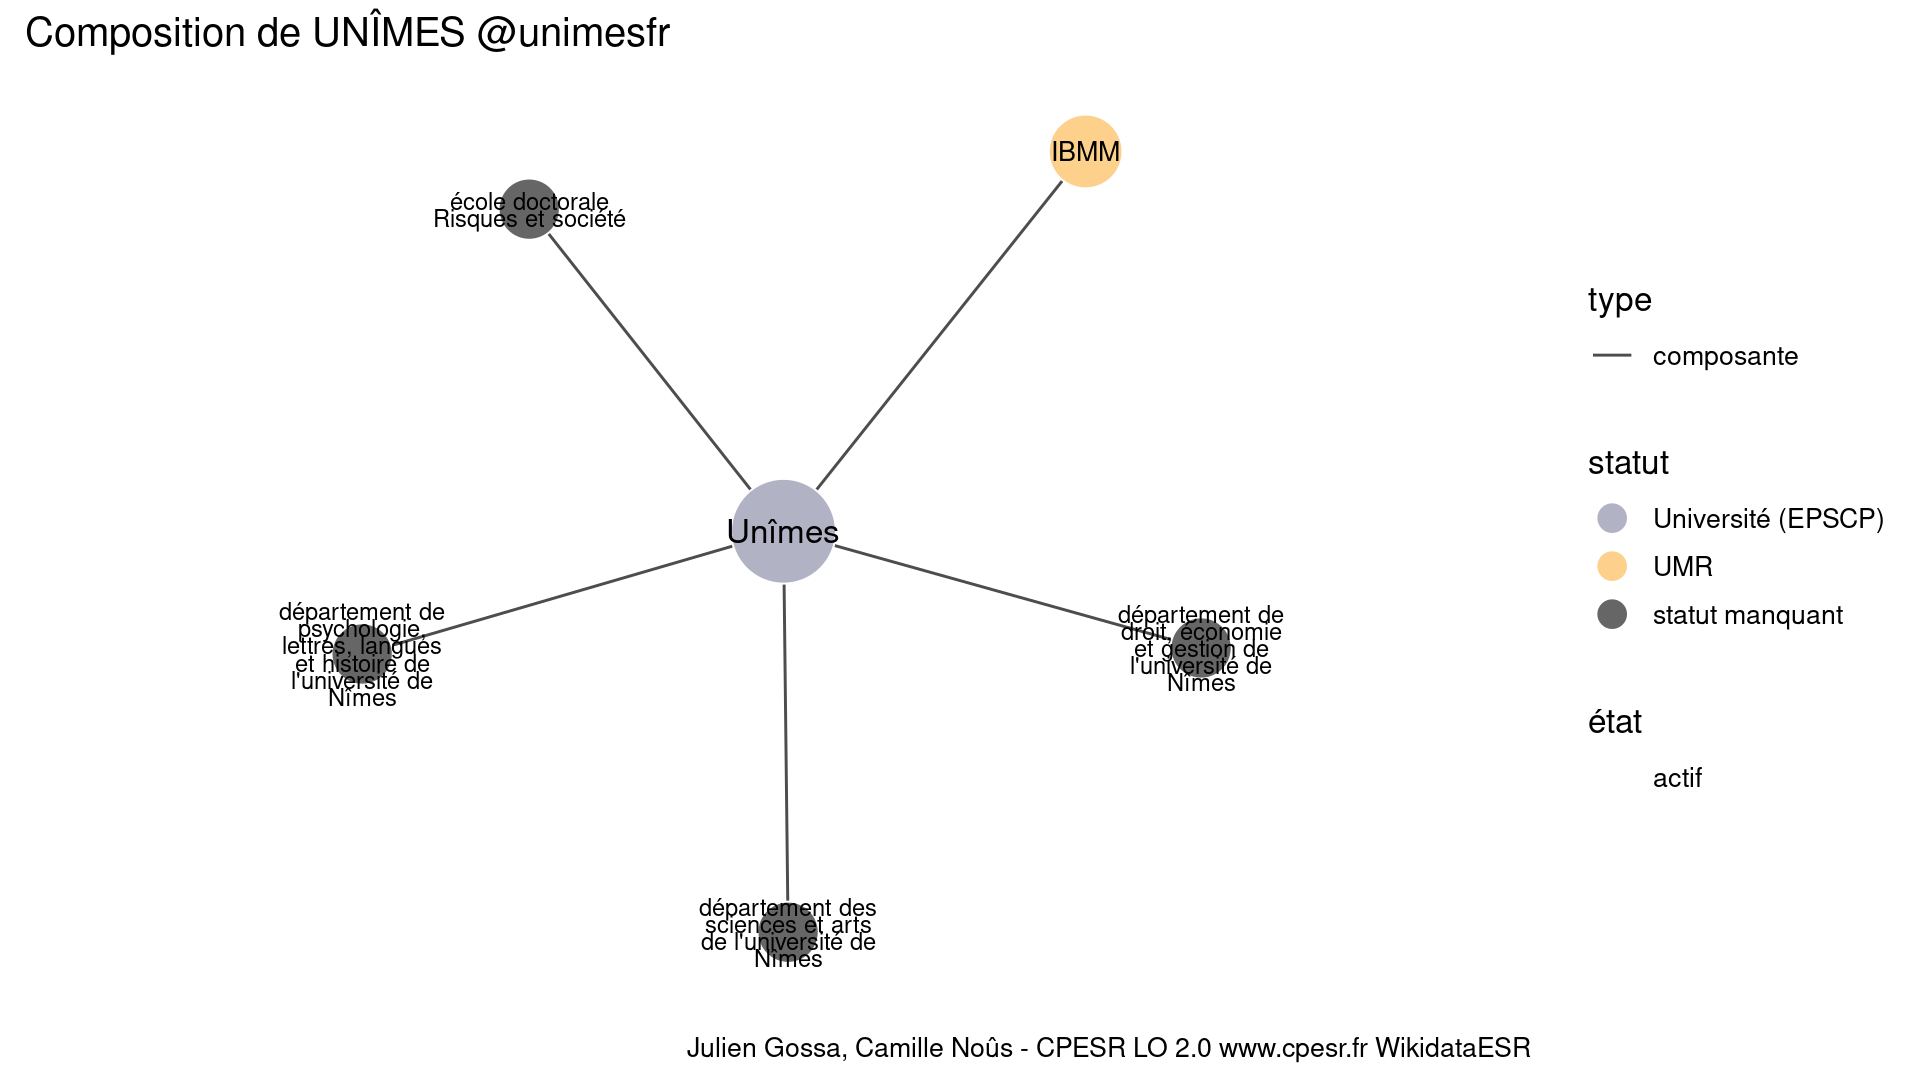 Composition de UNÎMES @unimesfr
IBMM
école doctorale
Risques et société
Unîmes
département de
psychologie,
lettres, langues
et histoire de
l'université de
Nîmes
département de
droit, économie
et gestion de
l'université de
Nîmes
département des
sciences et arts
de l'université de
Nîmes
type
composante
statut
Université (EPSCP)
UMR
statut manquant
état
actif
Julien Gossa, Camille Noûs - CPESR LO 2.0 www.cpesr.fr WikidataESR